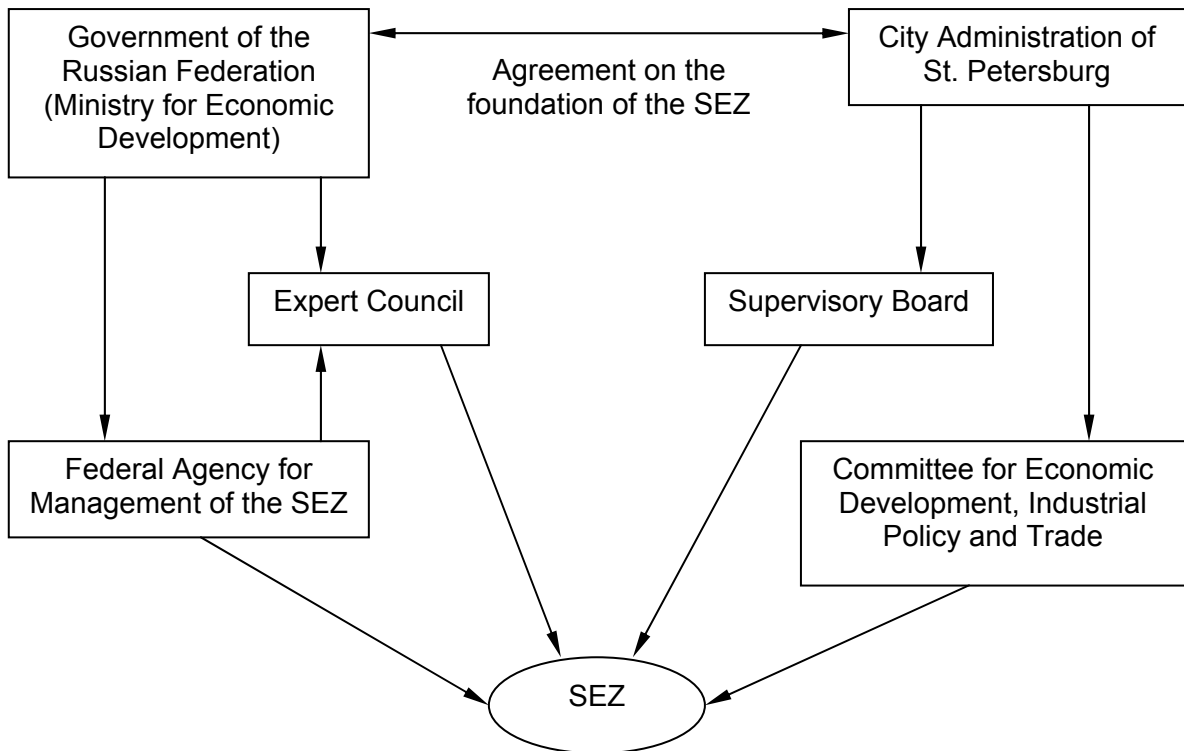 Government of the
Russian Federation
(Ministry for Economic
Development)
Agreement on the
foundation of the SEZ
City Administration of
St. Petersburg
Expert Council
Supervisory Board
Federal Agency for
Management of the SEZ
Committee for Economic
Development, Industrial
Policy and Trade
SEZ